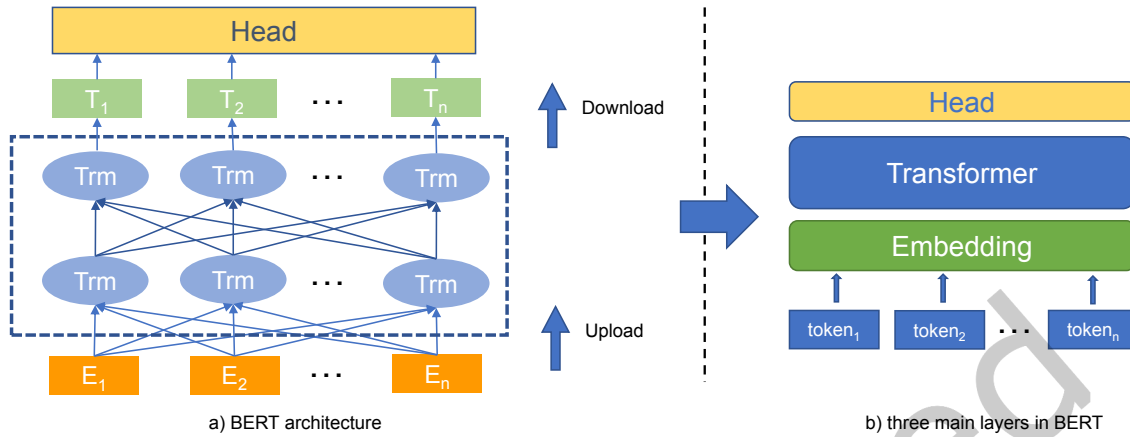 Head
T1 T2 ... Tn
Download
Trm Trm ... Trm
Trm Trm ... Trm
Upload
E1 E2 ... En
a) BERT architecture
Head
Transformer
Embedding
token1 token2 ... tokenn
b) three main layers in BERT